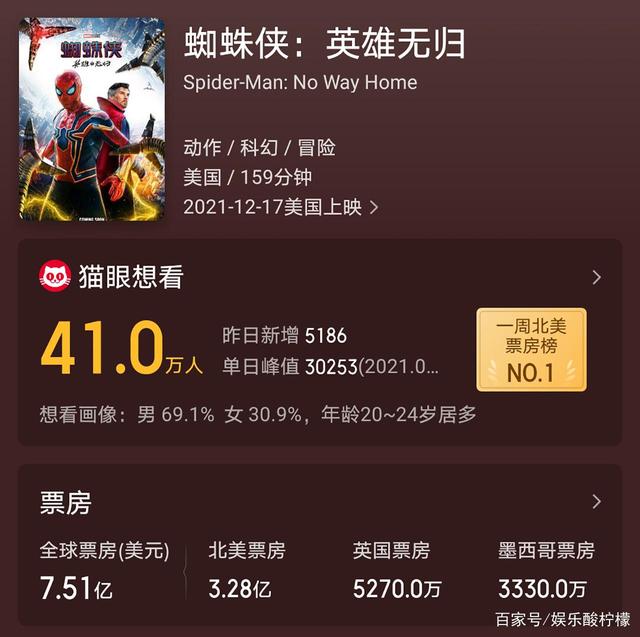 蜘蛛侠
英雄无归
COMING SOON
蜘蛛侠：英雄无归
Spider-Man: No Way Home
动作 / 科幻 / 冒险
美国 / 159分钟
2021-12-17美国上映 >
猫眼想看 >
41.0万人
昨日新增 5186
单日峰值 30253(2021.0...
一周北美
票房榜
NO.1
想看画像：男 69.1% 女 30.9%，年龄20~24岁居多
票房 >
全球票房(美元) 北美票房 英国票房 墨西哥票房
7.51亿 3.28亿 5270.0万 3330.0万
百家号/娱乐酸柠檬